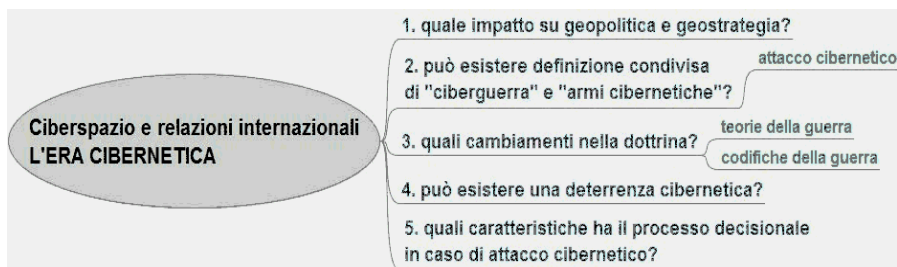 Ciberspazio e relazioni internazionali
L'ERA CIBERNETICA
1. quale impatto su geopolitica e geostrategia?
2. può esistere definizione condivisa
di "ciberguerra" e "armi cibernetiche"?
attacco cibernetico
3. quali cambiamenti nella dottrina?
teorie della guerra
codifiche della guerra
4. può esistere una deterrenza cibernetica?
5. quali caratteristiche ha il processo decisionale
in caso di attacco cibernetico?